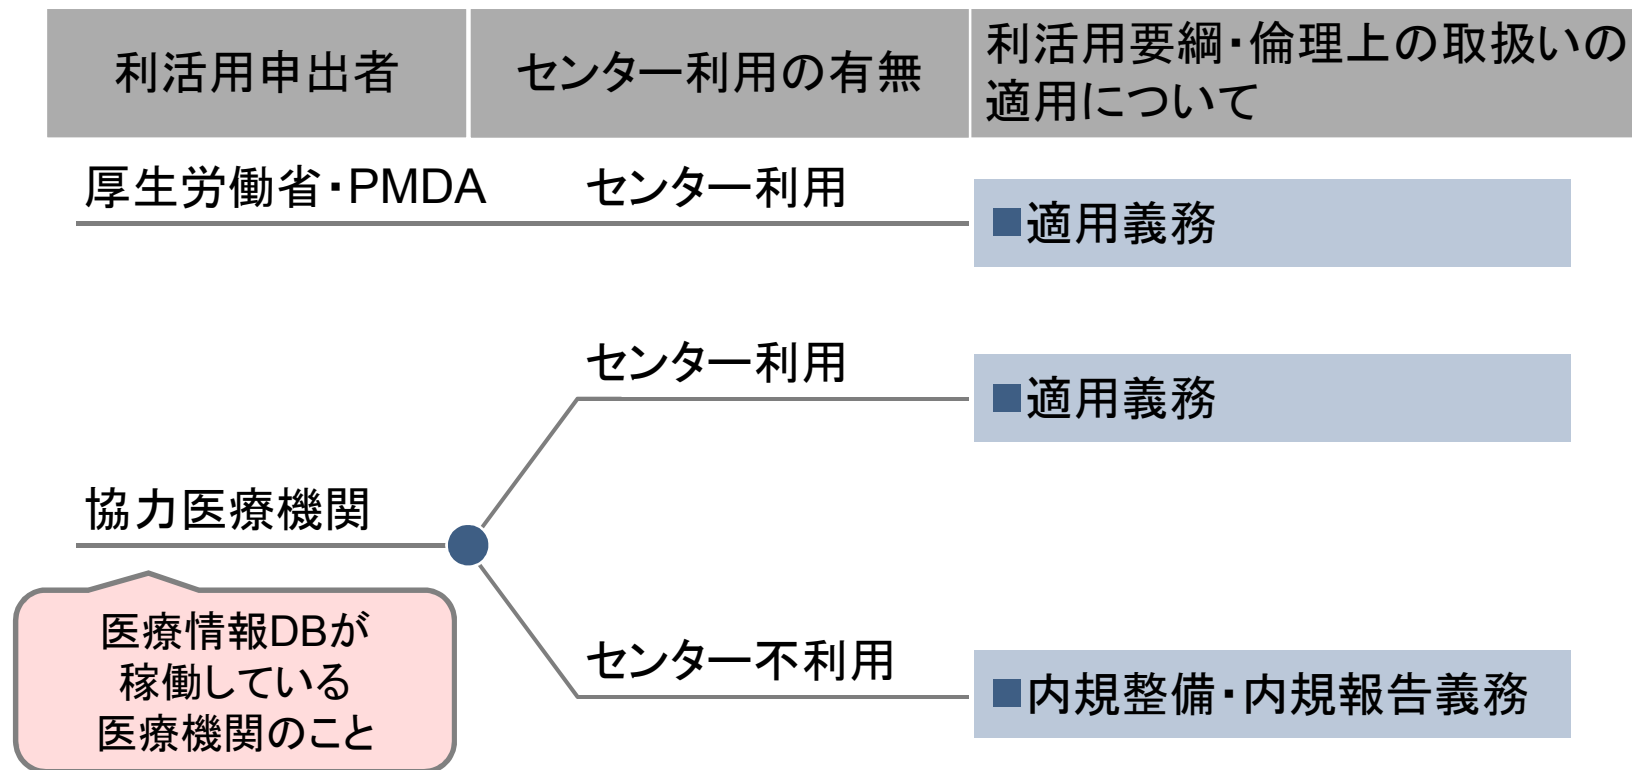 利活用申出者
センター利用の有無
利活用要綱・倫理上の取扱いの
適用について
厚生労働省・PMDA
センター利用
■適用義務
センター利用
■適用義務
協力医療機関
医療情報DBが
稼働している
医療機関のこと
センター不利用
■内規整備・内規報告義務